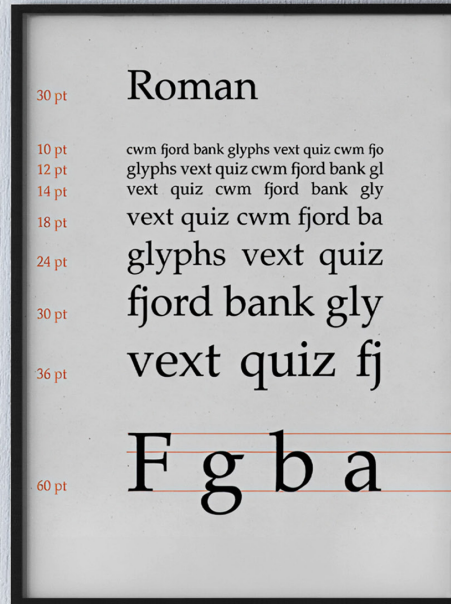 30 pt Roman
10 pt cwm fjord bank glyphs vext quiz cwm fjo
12 pt glyphs vext quiz cwm fjord bank gl
14 pt vext quiz cwm fjord bank gly
18 pt vext quiz cwm fjord ba
24 pt glyphs vext quiz
30 pt fjord bank gly
36 pt vext quiz fj
60 pt F g b a